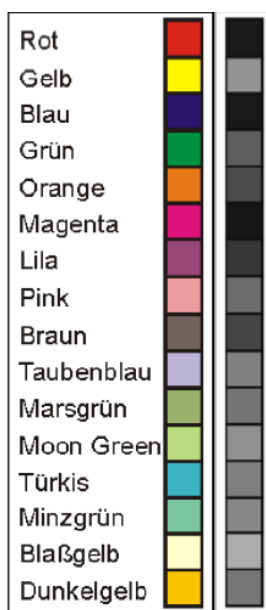 Rot
Gelb
Blau
Grün
Orange
Magenta
Lila
Pink
Braun
Taubenblau
Marsgrün
Moon Green
Türkis
Minzgrün
Blaßgelb
Dunkelgelb